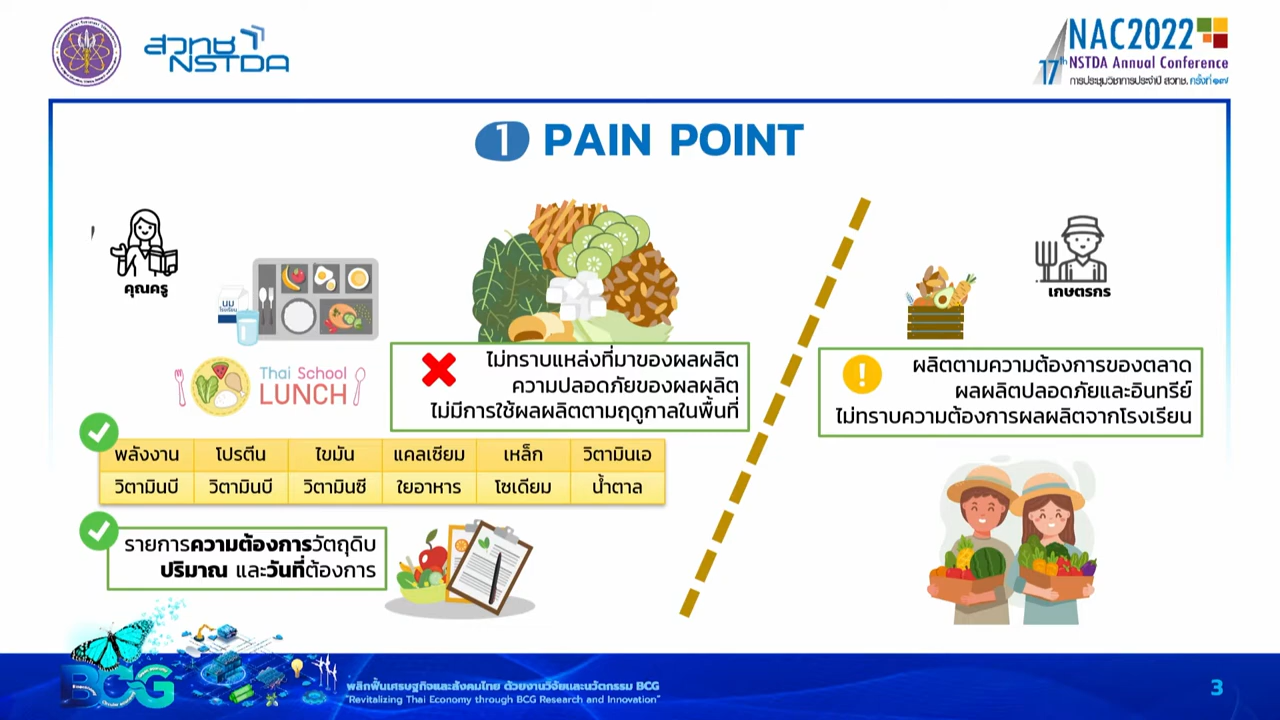 สวทช
NSTDA
NAC2022
17th NSTDA Annual Conference
การประชุมวิชาการประจำปี สวทช. ครั้งที่ ๑๗
1 PAIN POINT
คุณครู
นม
โรงเรียน
Thai School
LUNCH
ไม่ทราบแหล่งที่มาของผลผลิต
ความปลอดภัยของผลผลิต
ไม่มีการใช้ผลผลิตตามฤดูกาลในพื้นที่
พลังงาน โปรตีน ไขมัน แคลเซียม เหล็ก วิตามินเอ
วิตามินบี วิตามินบี วิตามินซี ใยอาหาร โซเดียม น้ำตาล
รายการความต้องการวัตถุดิบ
ปริมาณ และวันที่ต้องการ
เกษตรกร
ผลิตตามความต้องการของตลาด
ผลผลิตปลอดภัยและอินทรีย์
ไม่ทราบความต้องการผลผลิตจากโรงเรียน
BCG
พลิกฟื้นเศรษฐกิจและสังคมไทย ด้วยงานวิจัยและนวัตกรรม BCG
"Revitalizing Thai Economy through BCG Research and Innovation"
3